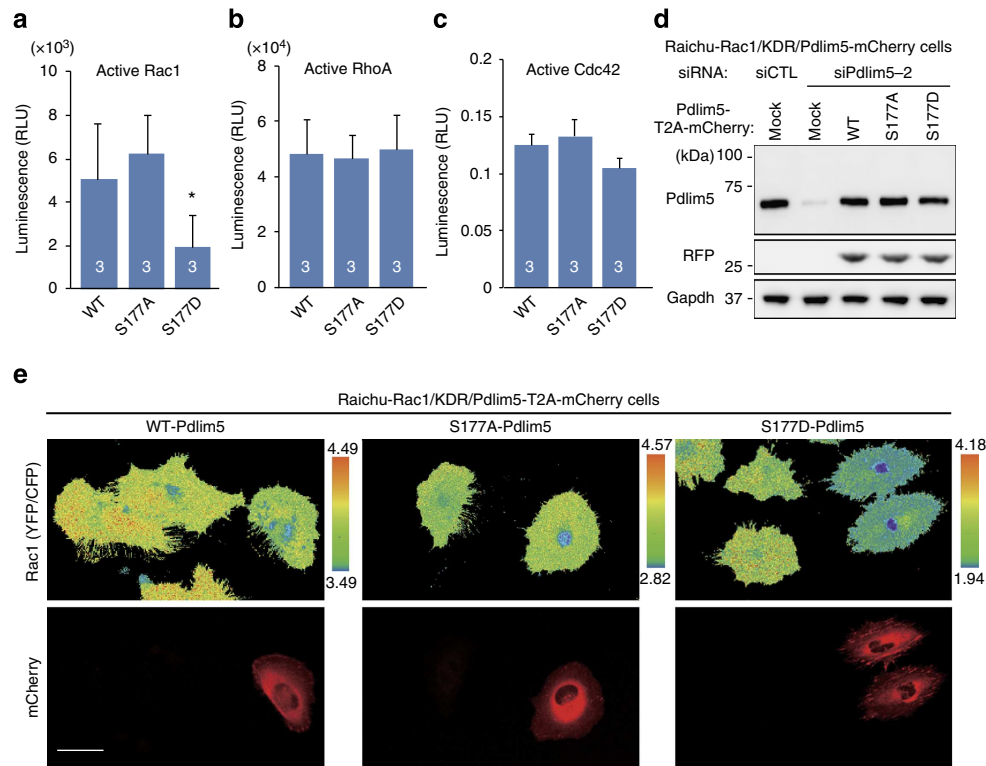 a
(×10³)
Active Rac1
Luminescence (RLU)
10
8
6
4
2
0
*
3
3
3
WT
S177A
S177D
b
(×10⁴)
Active RhoA
Luminescence (RLU)
8
6
4
2
0
3
3
3
WT
S177A
S177D
c
Active Cdc42
Luminescence (RLU)
0.2
0.15
0.1
0.05
0
3
3
3
WT
S177A
S177D
d
Raichu-Rac1/KDR/Pdlim5-mCherry cells
siRNA: siCTL siPdlim5–2
Pdlim5-
T2A-mCherry:
Mock
Mock
WT
S177A
S177D
(kDa) 100
75
Pdlim5
RFP
25
Gapdh 37
e
Raichu-Rac1/KDR/Pdlim5-T2A-mCherry cells
WT-Pdlim5 S177A-Pdlim5 S177D-Pdlim5
Rac1 (YFP/CFP)
4.49
3.49
4.57
2.82
4.18
1.94
mCherry